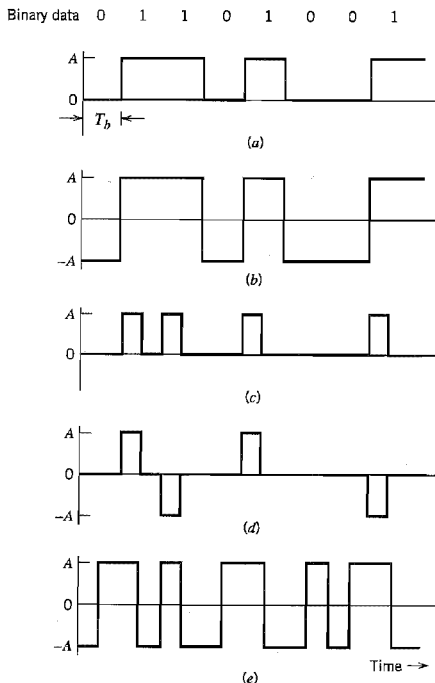 Binary data 0 1 1 0 1 0 0 1
A
0
T_b
(a)
A
0
−A
(b)
A
0
(c)
A
0
−A
(d)
A
0
−A
Time →
(e)